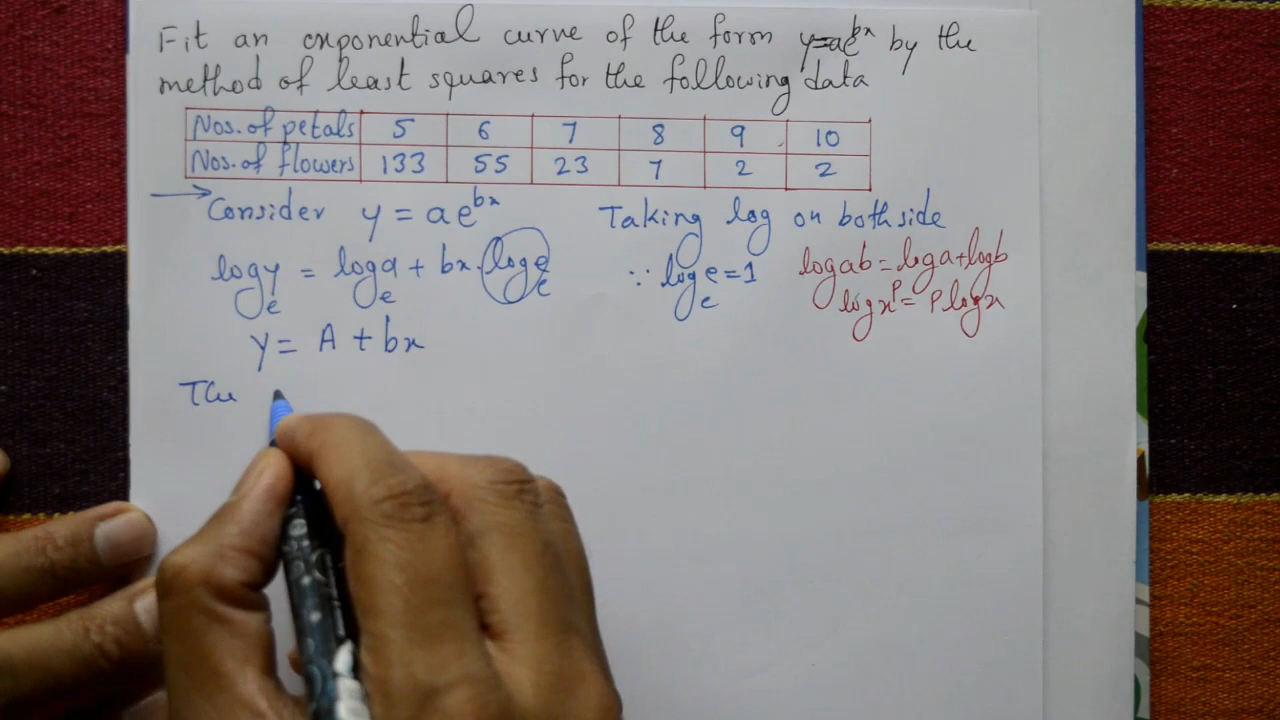 Fit an exponential curve of the form y=ae^bx by the
method of least squares for the following data
Nos. of petals 5 6 7 8 9 10
Nos. of flowers 133 55 23 7 2 2
→ Consider y = ae^bx Taking log on both side
log_e y = log_e a + bx · log_e e ∵ log_e e = 1 log ab = log a + log b
log x^p = P log x
Y = A + bx
The